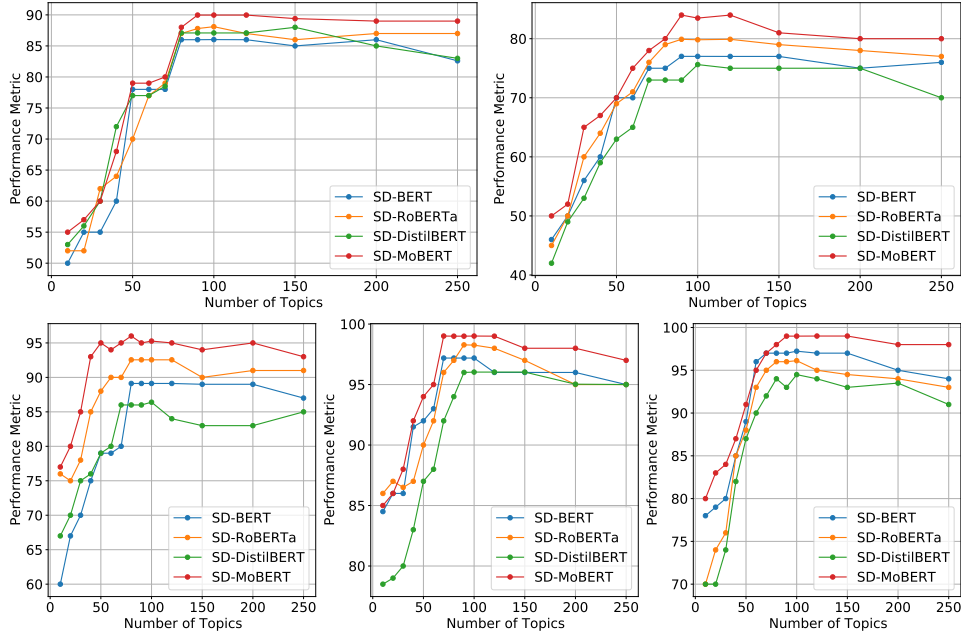 90
85
80
75
70
65
60
55
50
Performance Metric
0
50
100
150
200
250
Number of Topics
SD-BERT
SD-RoBERTa
SD-DistilBERT
SD-MoBERT
80
70
60
50
40
Performance Metric
0
50
100
150
200
250
Number of Topics
SD-BERT
SD-RoBERTa
SD-DistilBERT
SD-MoBERT
95
90
85
80
75
70
65
60
Performance Metric
0
50
100
150
200
250
Number of Topics
SD-BERT
SD-RoBERTa
SD-DistilBERT
SD-MoBERT
100
95
90
85
80
Performance Metric
0
50
100
150
200
250
Number of Topics
SD-BERT
SD-RoBERTa
SD-DistilBERT
SD-MoBERT
100
95
90
85
80
75
70
Performance Metric
0
50
100
150
200
250
Number of Topics
SD-BERT
SD-RoBERTa
SD-DistilBERT
SD-MoBERT